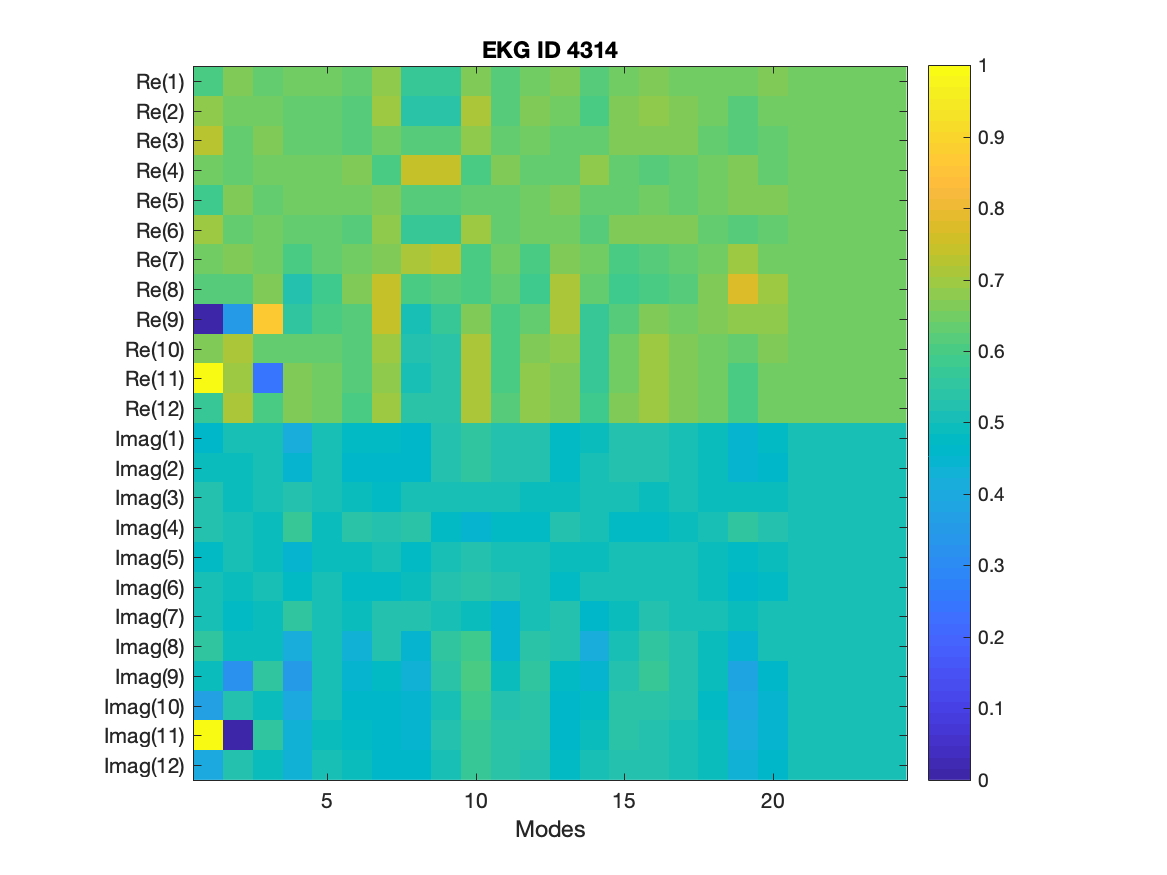 EKG ID 4314
Re(1)
Re(2)
Re(3)
Re(4)
Re(5)
Re(6)
Re(7)
Re(8)
Re(9)
Re(10)
Re(11)
Re(12)
Imag(1)
Imag(2)
Imag(3)
Imag(4)
Imag(5)
Imag(6)
Imag(7)
Imag(8)
Imag(9)
Imag(10)
Imag(11)
Imag(12)
5 10 15 20
Modes
1
0.9
0.8
0.7
0.6
0.5
0.4
0.3
0.2
0.1
0